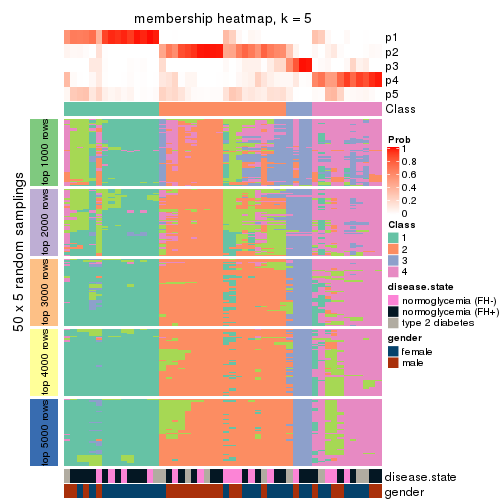 membership heatmap, k = 5
p1
p2
p3
p4
p5
Class
50 x 5 random samplings
top 1000 rows
top 2000 rows
top 3000 rows
top 4000 rows
top 5000 rows
Prob
1
0.8
0.6
0.4
0.2
0
Class
1
2
3
4
disease.state
normoglycemia (FH-)
normoglycemia (FH+)
type 2 diabetes
gender
female
male
disease.state
gender